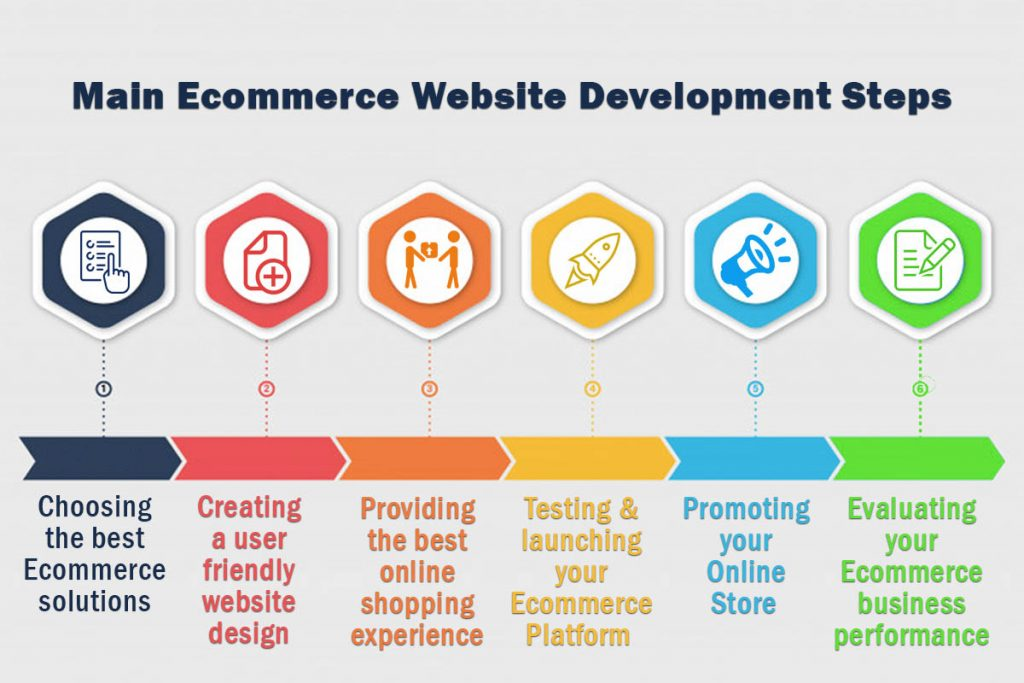 Main Ecommerce Website Development Steps
1
2
3
4
5
6
Choosing
the best
Ecommerce
solutions
Creating
a user
friendly
website
design
Providing
the best
online
shopping
experience
Testing &
launching
your
Ecommerce
Platform
Promoting
your
Online
Store
Evaluating
your
Ecommerce
business
performance